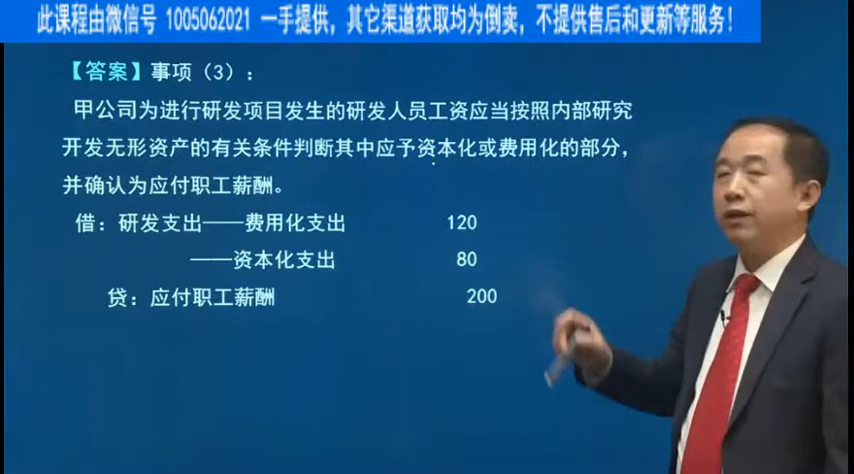 此课程由微信号 1005062021 一手提供，其它渠道获取均为倒卖，不提供售后和更新等服务！
【答案】事项（3）：
甲公司为进行研发项目发生的研发人员工资应当按照内部研究
开发无形资产的有关条件判断其中应予资本化或费用化的部分，
并确认为应付职工薪酬。
借：研发支出——费用化支出 120
——资本化支出 80
贷：应付职工薪酬 200